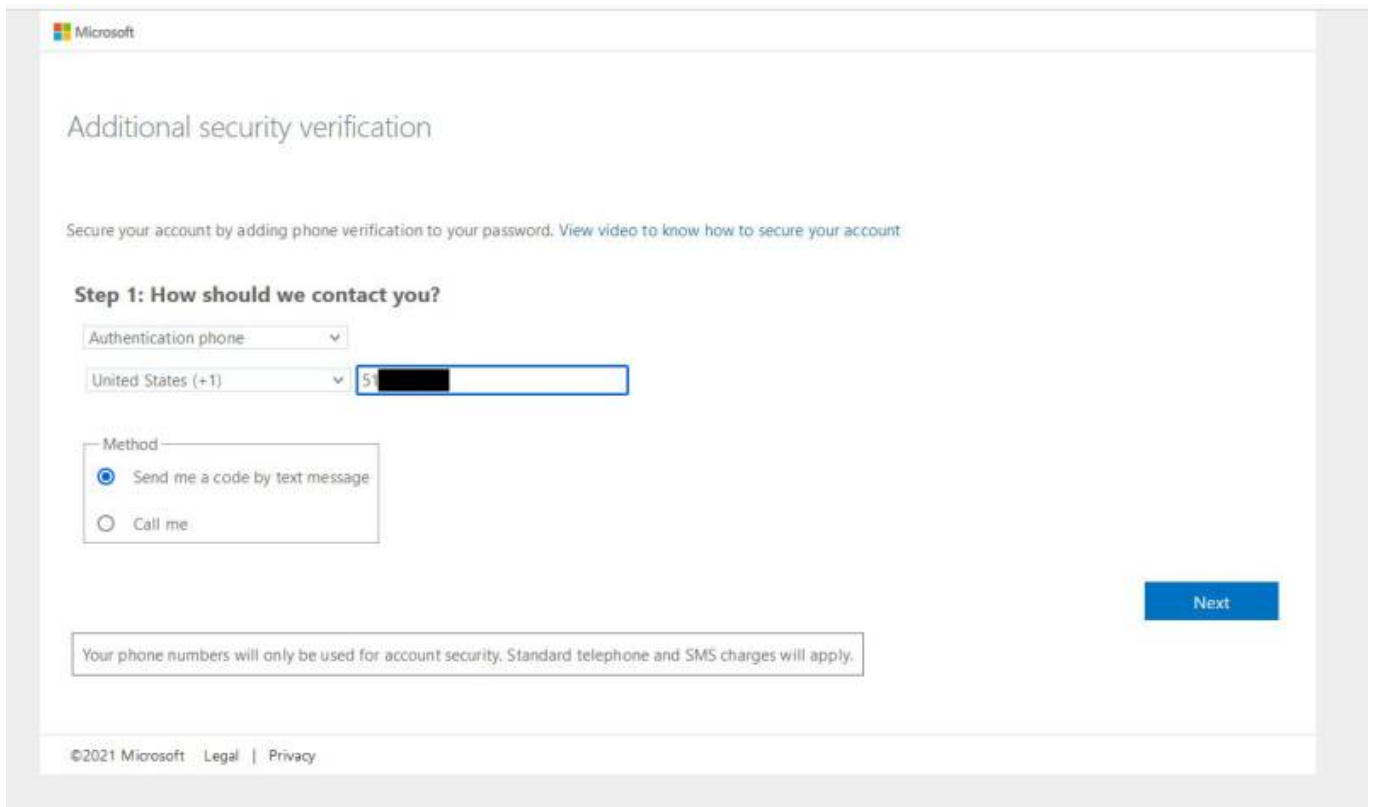 Microsoft
Additional security verification
Secure your account by adding phone verification to your password. View video to know how to secure your account
Step 1: How should we contact you?
Authentication phone
United States (+1) 51
Method
Send me a code by text message
Call me
Next
Your phone numbers will only be used for account security. Standard telephone and SMS charges will apply.
©2021 Microsoft Legal | Privacy